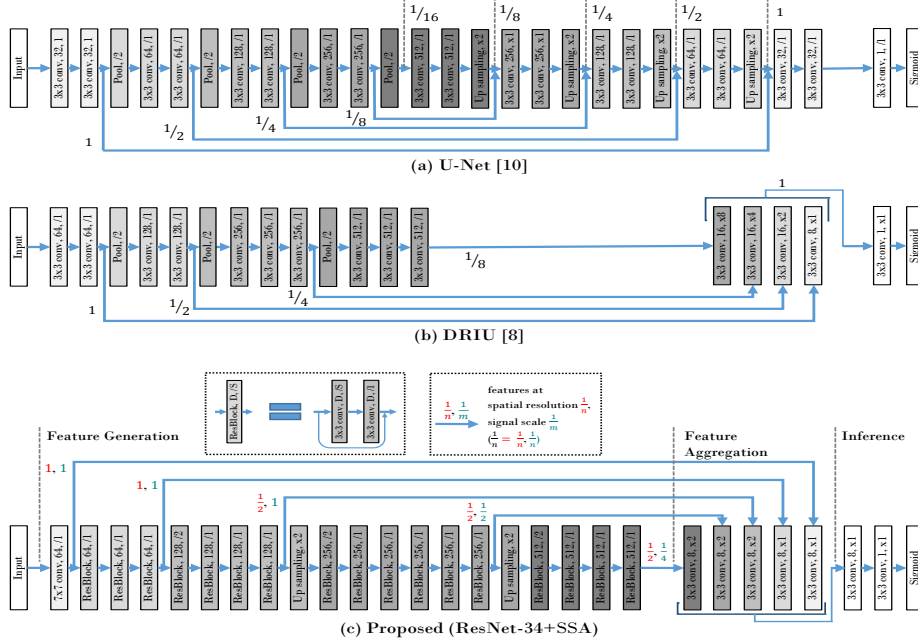 1/16
1/8
1/4
1/2
1
Input
3x3 conv, 32, 1
3x3 conv, 32, 1
Pool, /2
3x3 conv, 64, /1
3x3 conv, 64, /1
Pool, /2
3x3 conv, 128, /1
3x3 conv, 128, /1
Pool, /2
3x3 conv, 256, /1
3x3 conv, 256, /1
Pool, /2
3x3 conv, 512, /1
3x3 conv, 512, /1
Up sampling, x2
3x3 conv, 256, x1
3x3 conv, 256, x1
Up sampling, x2
3x3 conv, 128, /1
3x3 conv, 128, /1
Up sampling, x2
3x3 conv, 64, /1
3x3 conv, 64, /1
Up sampling, x2
3x3 conv, 32, /1
3x3 conv, 32, /1
3x3 conv, 1, /1
Sigmoid
1
1/2
1/4
1/8
(a) U-Net [10]
Input
3x3 conv, 64, /1
3x3 conv, 64, /1
Pool, /2
3x3 conv, 128, /1
3x3 conv, 128, /1
Pool, /2
3x3 conv, 256, /1
3x3 conv, 256, /1
3x3 conv, 256, /1
Pool, /2
3x3 conv, 512, /1
3x3 conv, 512, /1
3x3 conv, 512, /1
1/8
3x3 conv, 16, x8
3x3 conv, 16, x4
3x3 conv, 16, x2
3x3 conv, 8, x1
1
3x3 conv, 1, x1
Sigmoid
1
1/2
1/4
(b) DRIU [8]
ResBlock, D, /S
3x3 conv, D, /S
3x3 conv, D, /1
1/n, 1/m
features at
spatial resolution 1/n,
signal scale 1/m
(1/n = 1/n, 1/n)
Feature Generation
Feature
Aggregation
Inference
1, 1
1, 1
1/2, 1
1/2, 1/2
1/2, 1/4
Input
7x7 conv, 64, /1
ResBlock, 64, /1
ResBlock, 64, /1
ResBlock, 64, /1
ResBlock, 128, /2
ResBlock, 128, /1
ResBlock, 128, /1
ResBlock, 128, /1
Up sampling, x2
ResBlock, 256, /2
ResBlock, 256, /1
ResBlock, 256, /1
ResBlock, 256, /1
ResBlock, 256, /1
ResBlock, 256, /1
Up sampling, x2
ResBlock, 512, /2
ResBlock, 512, /1
ResBlock, 512, /1
ResBlock, 512, /1
3x3 conv, 8, x2
3x3 conv, 8, x2
3x3 conv, 8, x2
3x3 conv, 8, x1
3x3 conv, 8, x1
3x3 conv, 8, x1
3x3 conv, 1, x1
Sigmoid
(c) Proposed (ResNet-34+SSA)